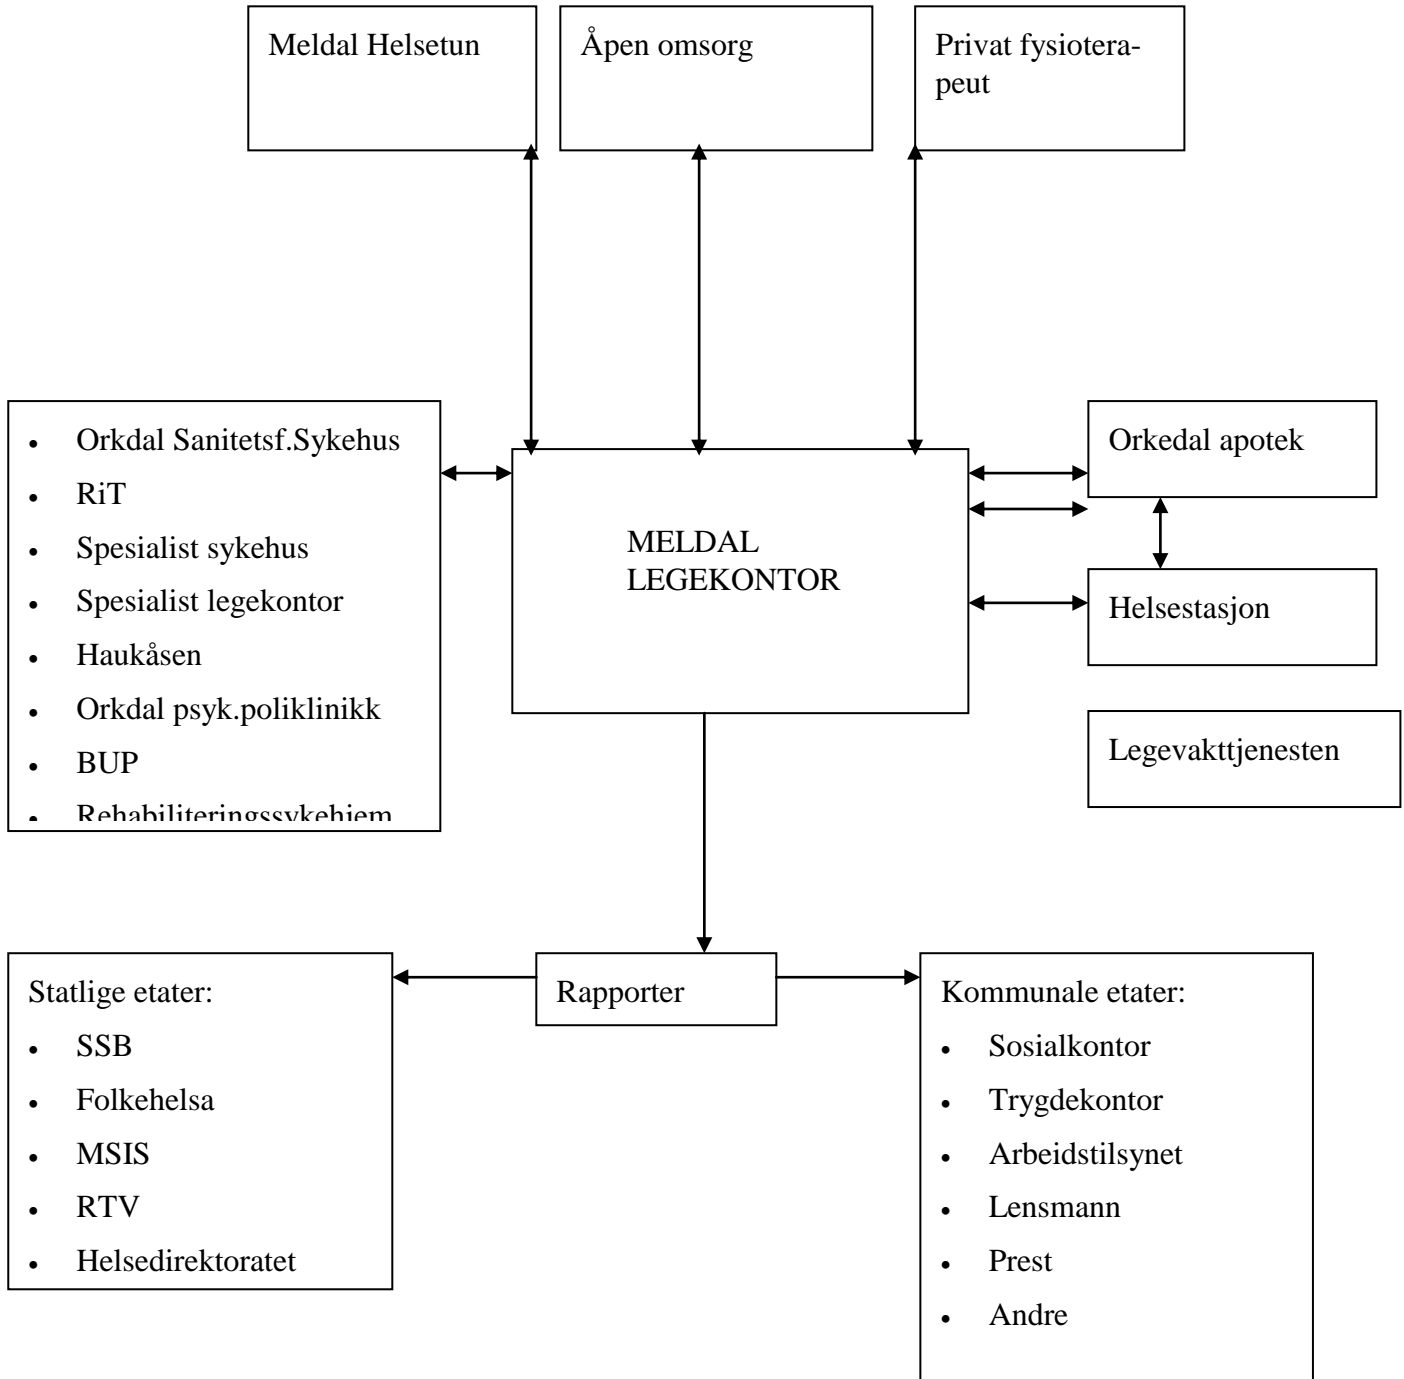 Meldal Helsetun
Åpen omsorg
Privat fysiotera-
peut
• Orkdal Sanitetsf.Sykehus
• RiT
• Spesialist sykehus
• Spesialist legekontor
• Haukåsen
• Orkdal psyk.poliklinikk
• BUP
• Rehabiliteringssykehjem
MELDAL
LEGEKONTOR
Orkedal apotek
Helsestasjon
Legevakttjenesten
Statlige etater:
• SSB
• Folkehelsa
• MSIS
• RTV
• Helsedirektoratet
Rapporter
Kommunale etater:
• Sosialkontor
• Trygdekontor
• Arbeidstilsynet
• Lensmann
• Prest
• Andre